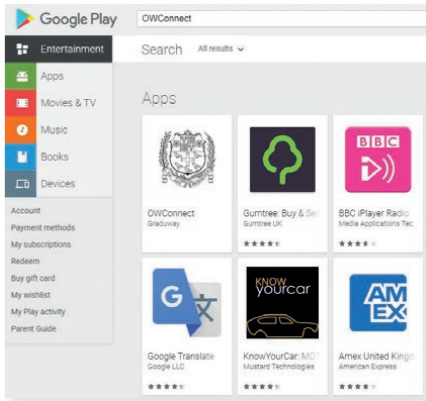 Google Play
OWConnect
Entertainment
Search
All results
Apps
Movies & TV
Music
Books
Devices
Account
Payment methods
My subscriptions
Redeem
Buy gift card
My wishlist
My Play activity
Parent Guide
Apps
OWConnect
Graduway
Gumtree: Buy & Se
Gumtree UK
BBC
BBC iPlayer Radio
Media Applications Tec
G
文
Google Translate
Google LLC
KNOW
yourcar
KnowYourCar: MOT
Mustard Technologies
AM
EX
Amex United Kingd
American Express